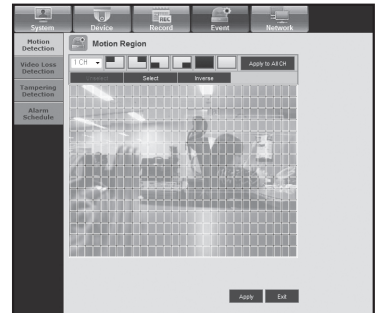 System Device Record Event Network
REC
Motion
Detection
Motion Region
Video Loss
Detection
1 CH
Apply to All CH
Unselect Select Inverse
Tampering
Detection
Alarm
Schedule
Apply Exit